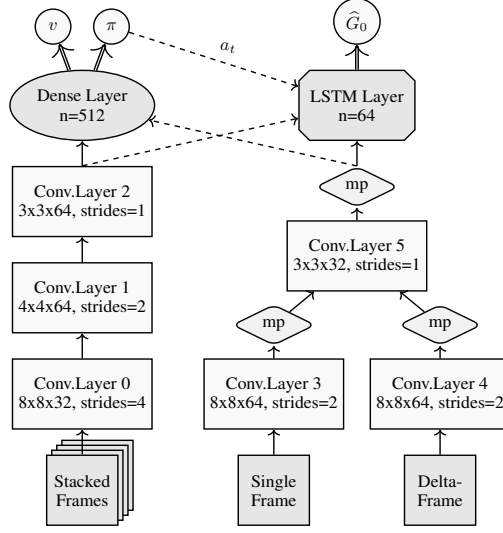 v
π
Ĝ₀
aₜ
Dense Layer
n=512
LSTM Layer
n=64
Conv.Layer 2
3x3x64, strides=1
mp
Conv.Layer 5
3x3x32, strides=1
Conv.Layer 1
4x4x64, strides=2
mp
mp
Conv.Layer 0
8x8x32, strides=4
Conv.Layer 3
8x8x64, strides=2
Conv.Layer 4
8x8x64, strides=2
Stacked
Frames
Single
Frame
Delta-
Frame